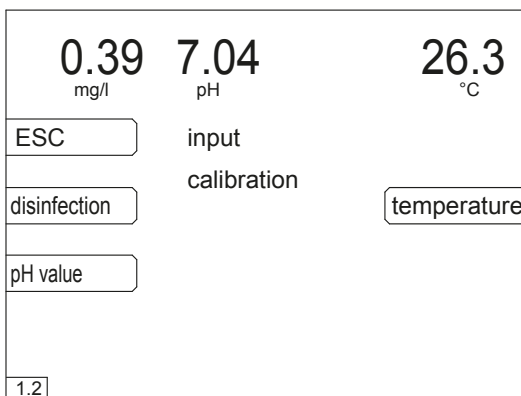 0.39 7.04 26.3
mg/l pH °C
ESC input
calibration
disinfection temperature
pH value
1.2